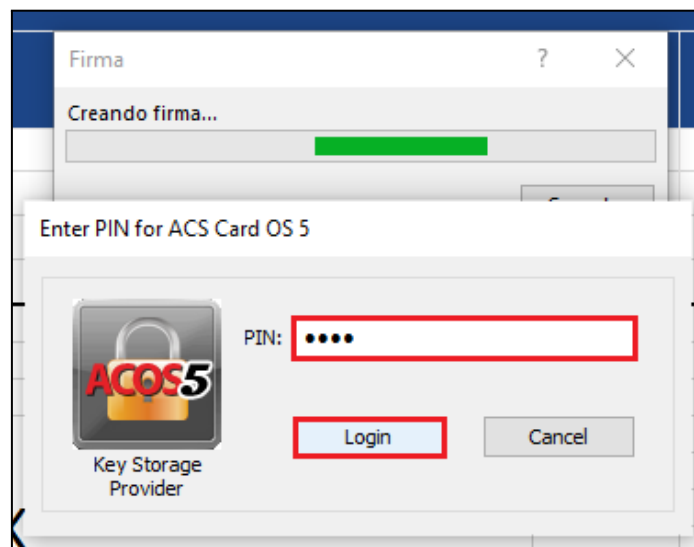 Firma
Creando firma...
Enter PIN for ACS Card OS 5
PIN: ••••
ACOS5
Login
Cancel
Key Storage
Provider